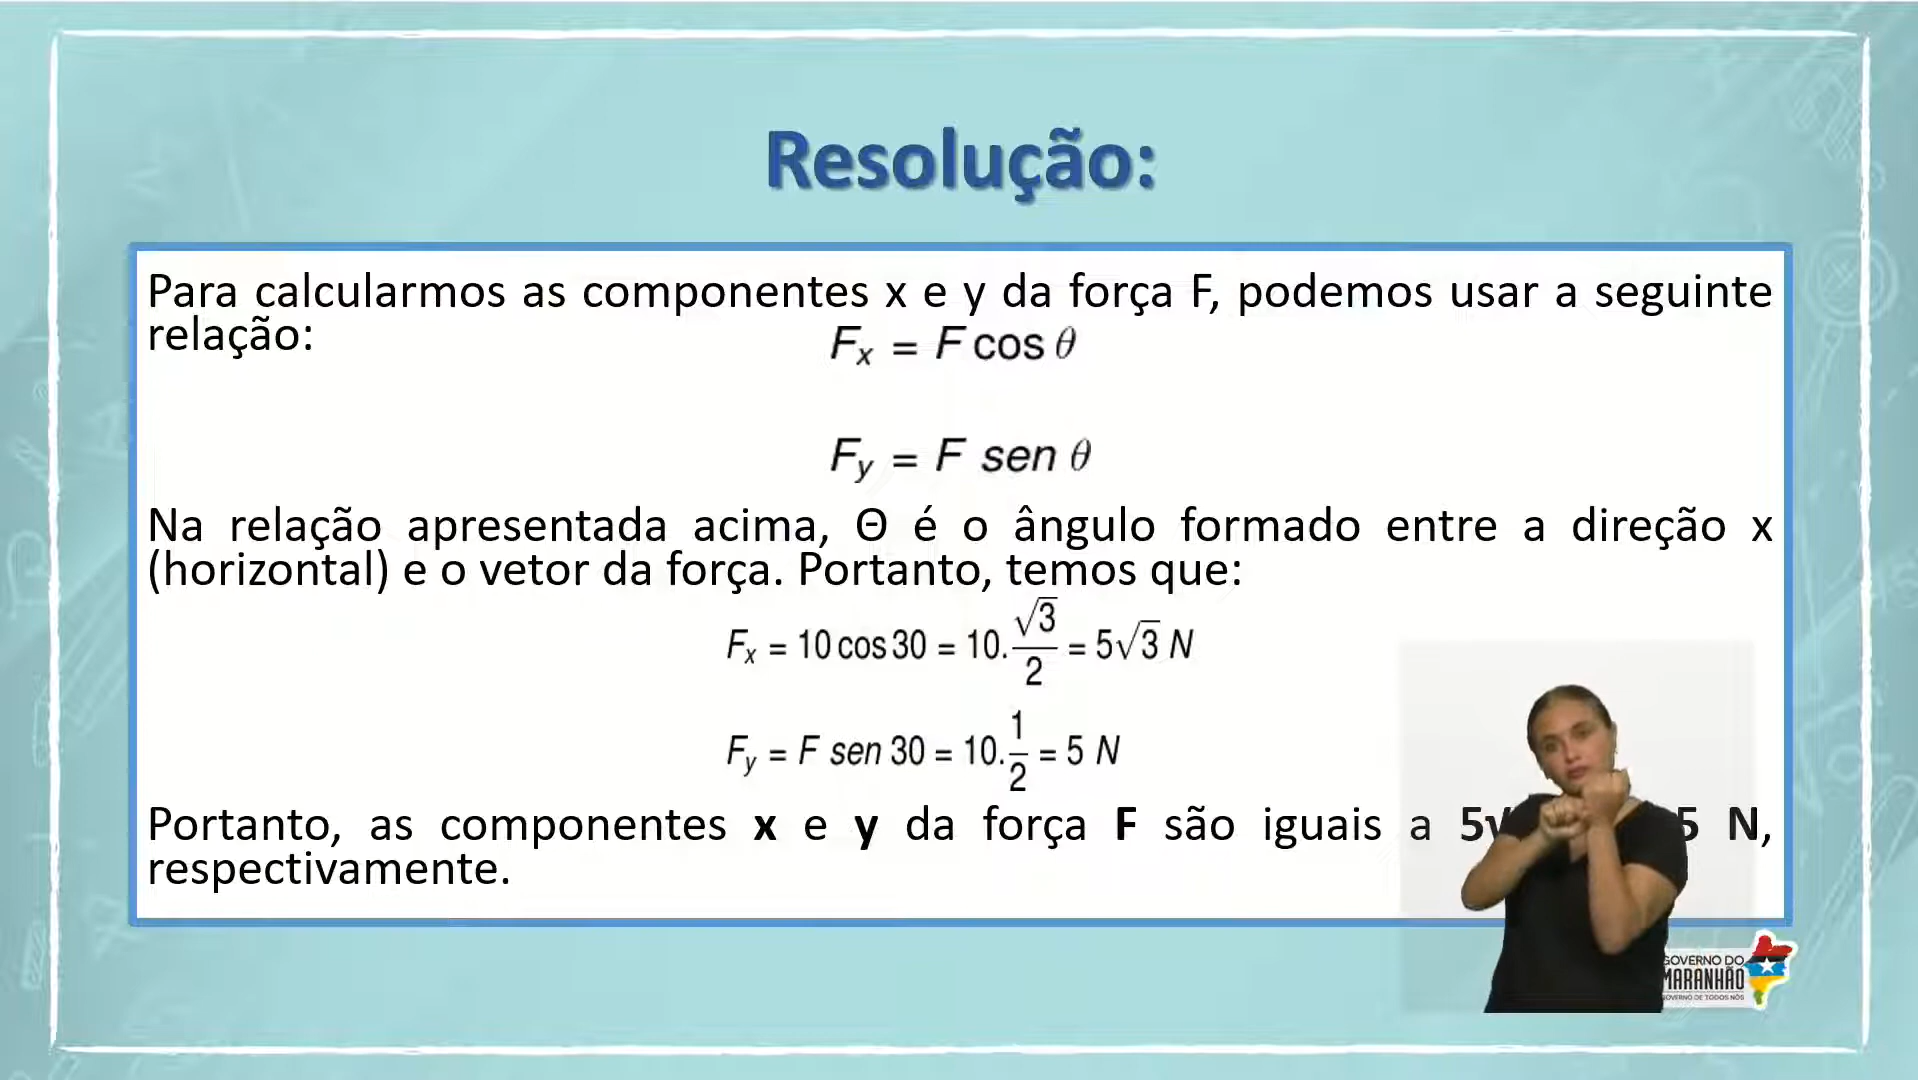 Resolução:
Para calcularmos as componentes x e y da força F, podemos usar a seguinte
relação:
Fₓ = F cos θ
F_y = F sen θ
Na relação apresentada acima, Θ é o ângulo formado entre a direção x
(horizontal) e o vetor da força. Portanto, temos que:
Fₓ = 10 cos 30 = 10.√3/2 = 5√3 N
F_y = F sen 30 = 10.1/2 = 5 N
Portanto, as componentes x e y da força F são iguais a 5√ 5 N,
respectivamente.
GOVERNO DO
MARANHÃO
GOVERNO DE TODOS NÓS